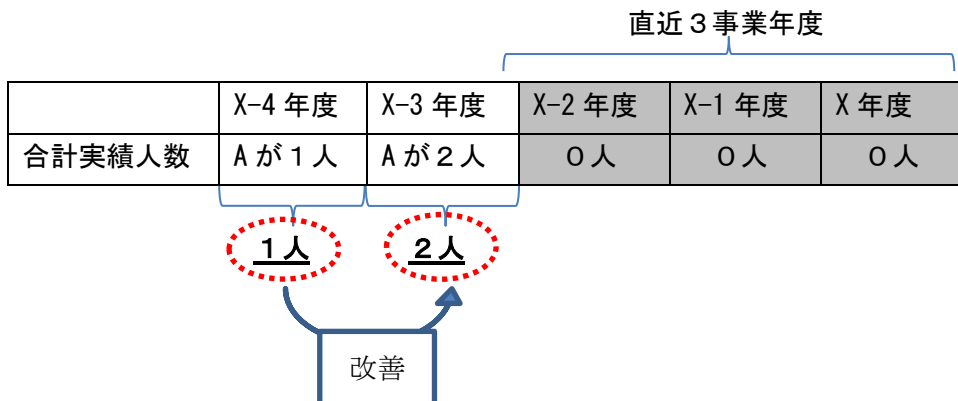 直近３事業年度
X-4 年度 X-3 年度 X-2 年度 X-1 年度 X 年度
合計実績人数 A が１人 A が２人 ０人 ０人 ０人
１人 ２人
改善